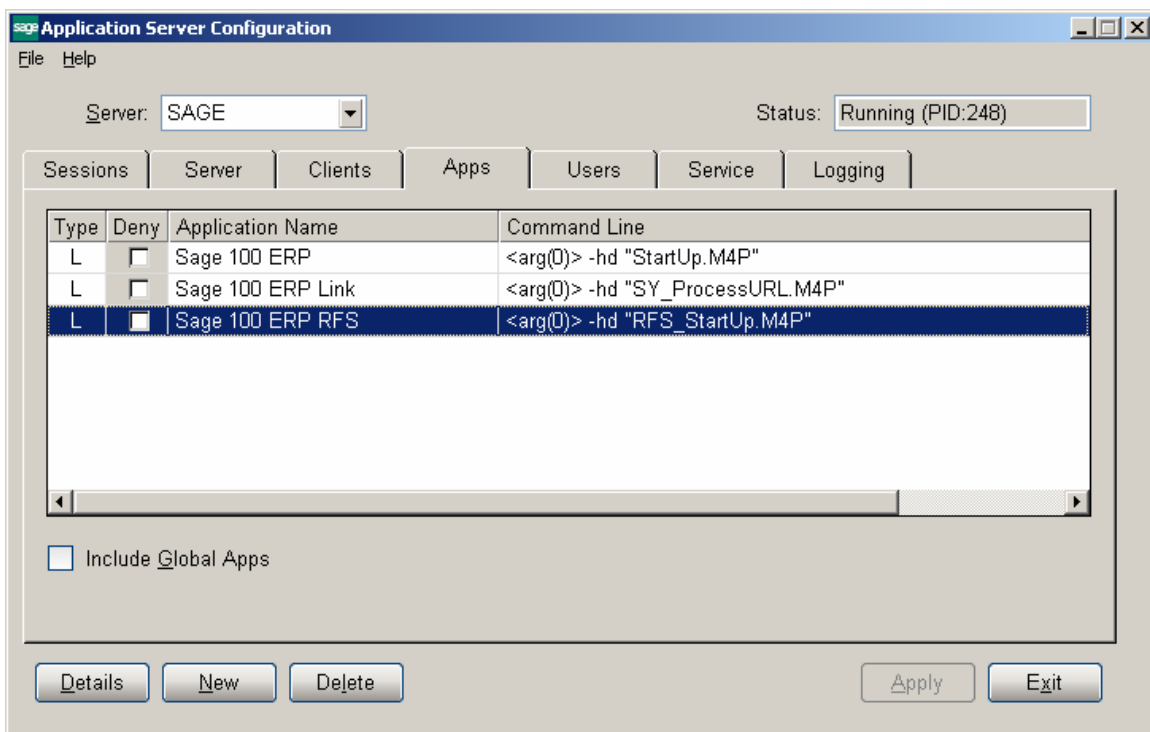 sage Application Server Configuration
File Help
Server: SAGE Status: Running (PID:248)
Sessions Server Clients Apps Users Service Logging
Type Deny Application Name Command Line
L Sage 100 ERP <arg(0)> -hd "StartUp.M4P"
L Sage 100 ERP Link <arg(0)> -hd "SY_ProcessURL.M4P"
L Sage 100 ERP RFS <arg(0)> -hd "RFS_StartUp.M4P"
Include Global Apps
Details New Delete Apply Exit